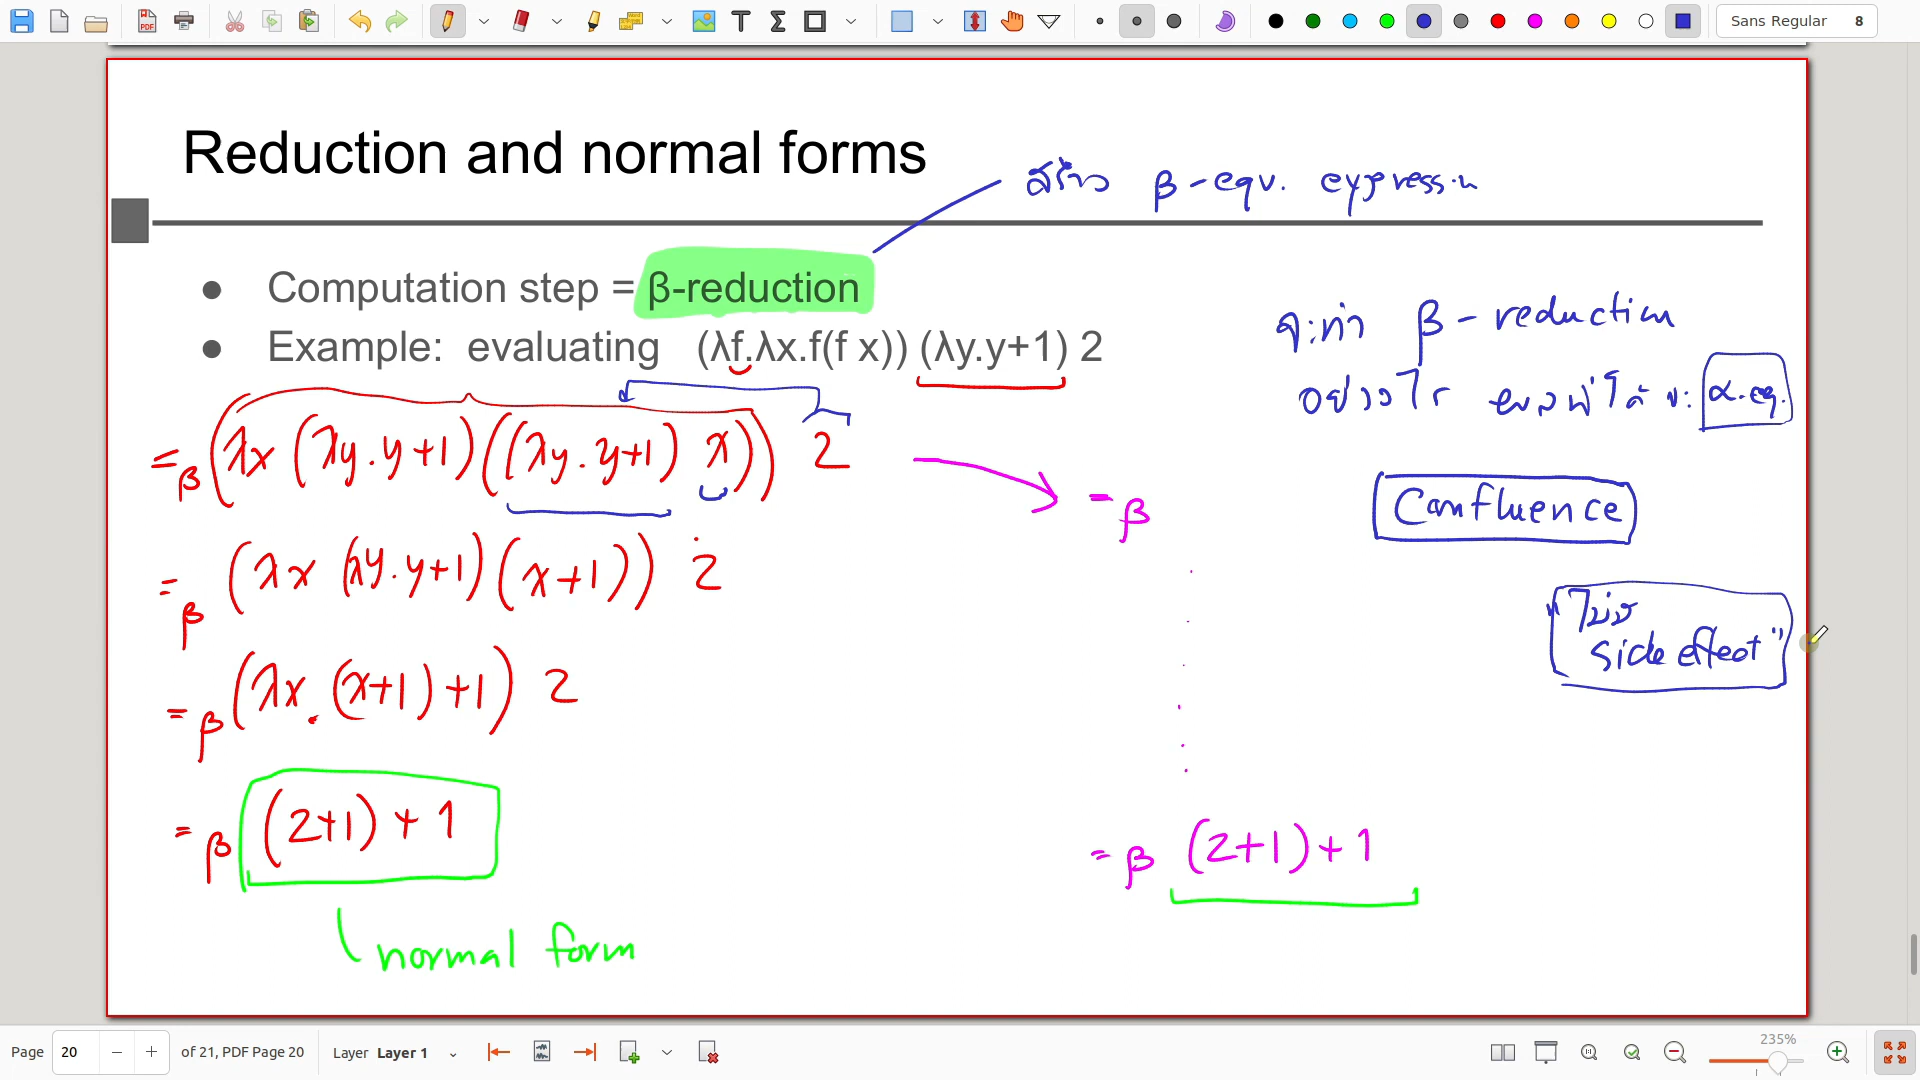 Sans Regular 8
Reduction and normal forms
สร้าง β-equ. expression
● Computation step = β-reduction
● Example: evaluating (λf.λx.f(f x)) (λy.y+1) 2
จะทำ β-reduction
อย่างไร ผลลัพธ์ได้จะ α.eq.
=β (λx (λy.y+1)((λy.y+1) x)) 2
=β
Confluence
=β (λx (λy.y+1)(x+1)) 2
"ไม่มี
side effect"
=β (λx.(x+1)+1) 2
=β (2+1)+1
=β (2+1)+1
normal form
Page 20 of 21, PDF Page 20 Layer Layer 1
235%